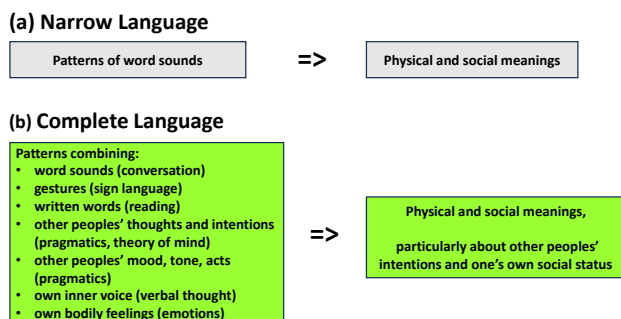 (a) Narrow Language
Patterns of word sounds
=>
Physical and social meanings
(b) Complete Language
Patterns combining:
• word sounds (conversation)
• gestures (sign language)
• written words (reading)
• other peoples’ thoughts and intentions
(pragmatics, theory of mind)
• other peoples’ mood, tone, acts
(pragmatics)
• own inner voice (verbal thought)
• own bodily feelings (emotions)
=>
Physical and social meanings,
particularly about other peoples’
intentions and one’s own social status